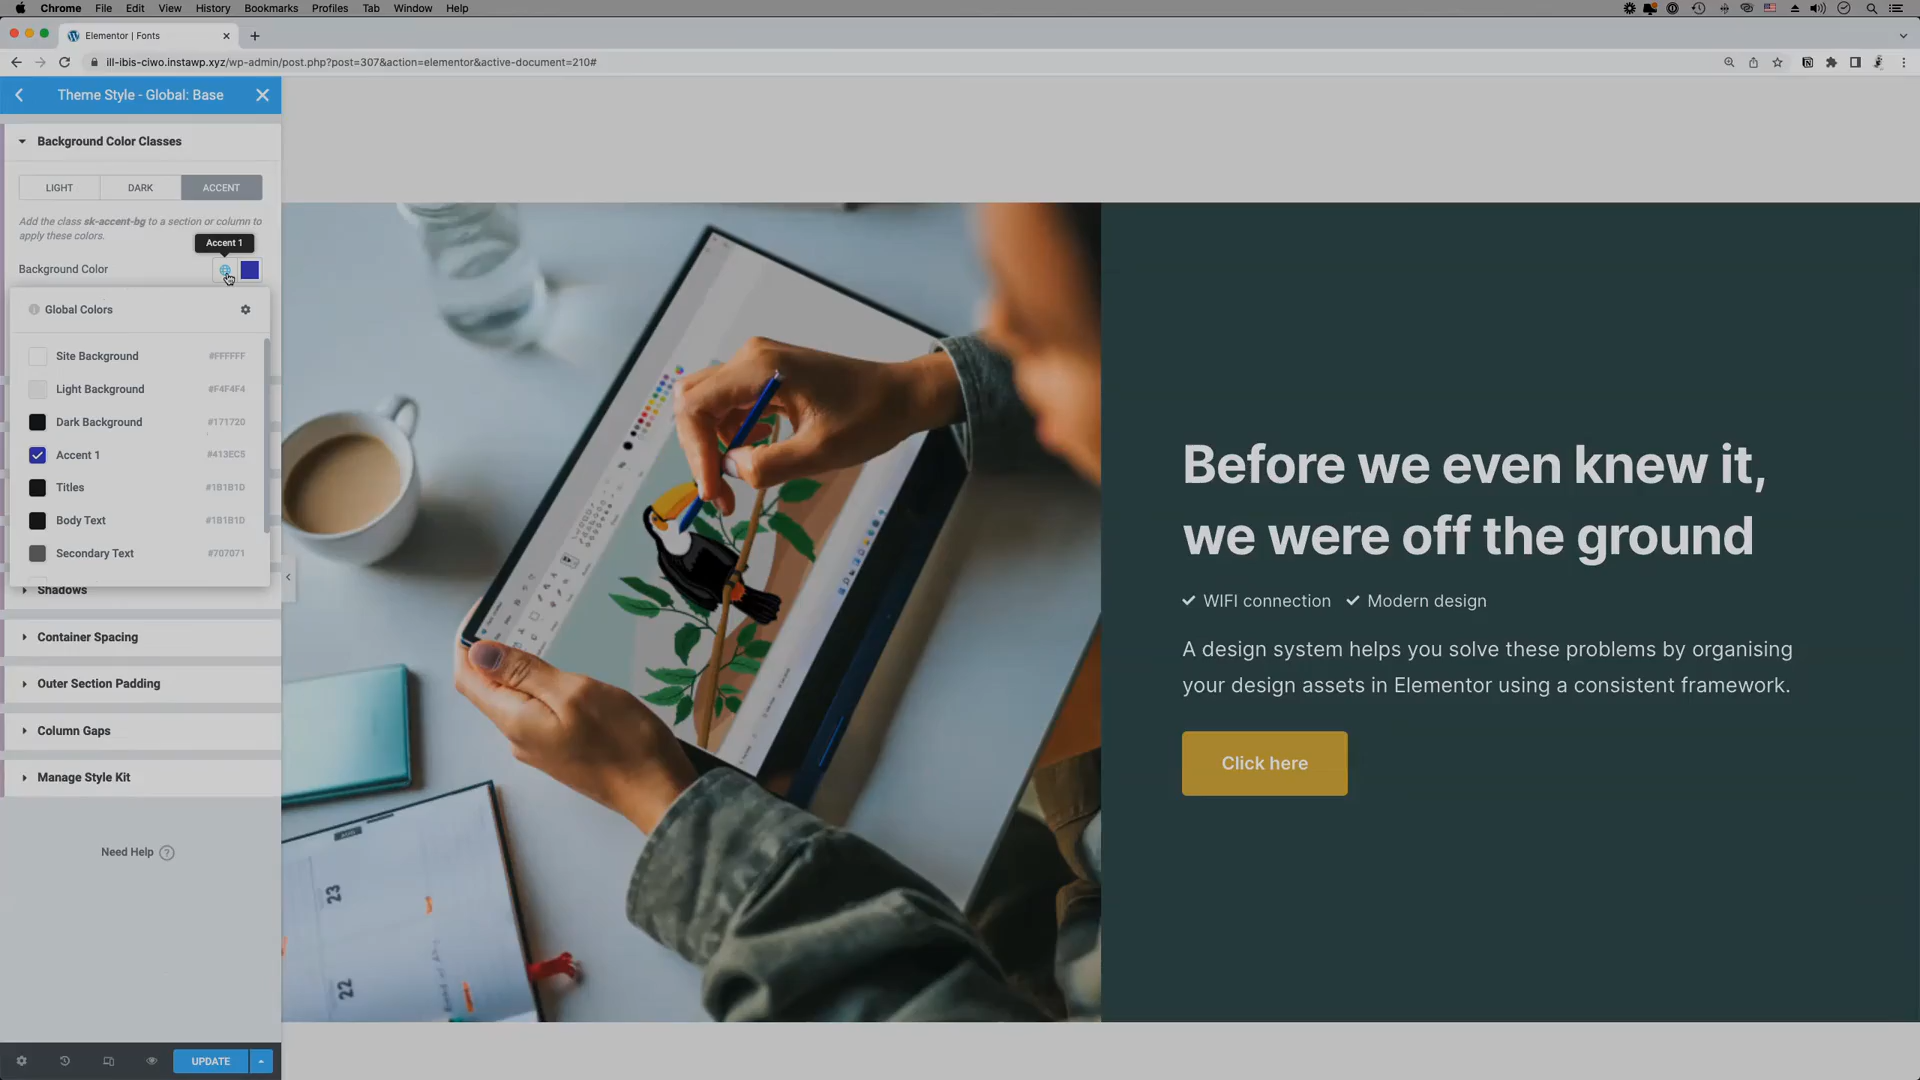 Chrome File Edit View History Bookmarks Profiles Tab Window Help
Elementor | Fonts
ill-ibis-ciwo.instawp.xyz/wp-admin/post.php?post=307&action=elementor&active-document=210#
Theme Style - Global: Base
Background Color Classes
LIGHT DARK ACCENT
Add the class sk-accent-bg to a section or column to
apply these colors.
Accent 1
Background Color
Global Colors
Site Background #FFFFFF
Light Background #F4F4F4
Dark Background #171720
Accent 1 #413EC5
Titles #1B1B1D
Body Text #1B1B1D
Secondary Text #707071
Shadows
Container Spacing
Outer Section Padding
Column Gaps
Manage Style Kit
Need Help ?
UPDATE
Before we even knew it,
we were off the ground
WIFI connection Modern design
A design system helps you solve these problems by organising
your design assets in Elementor using a consistent framework.
Click here
23
22